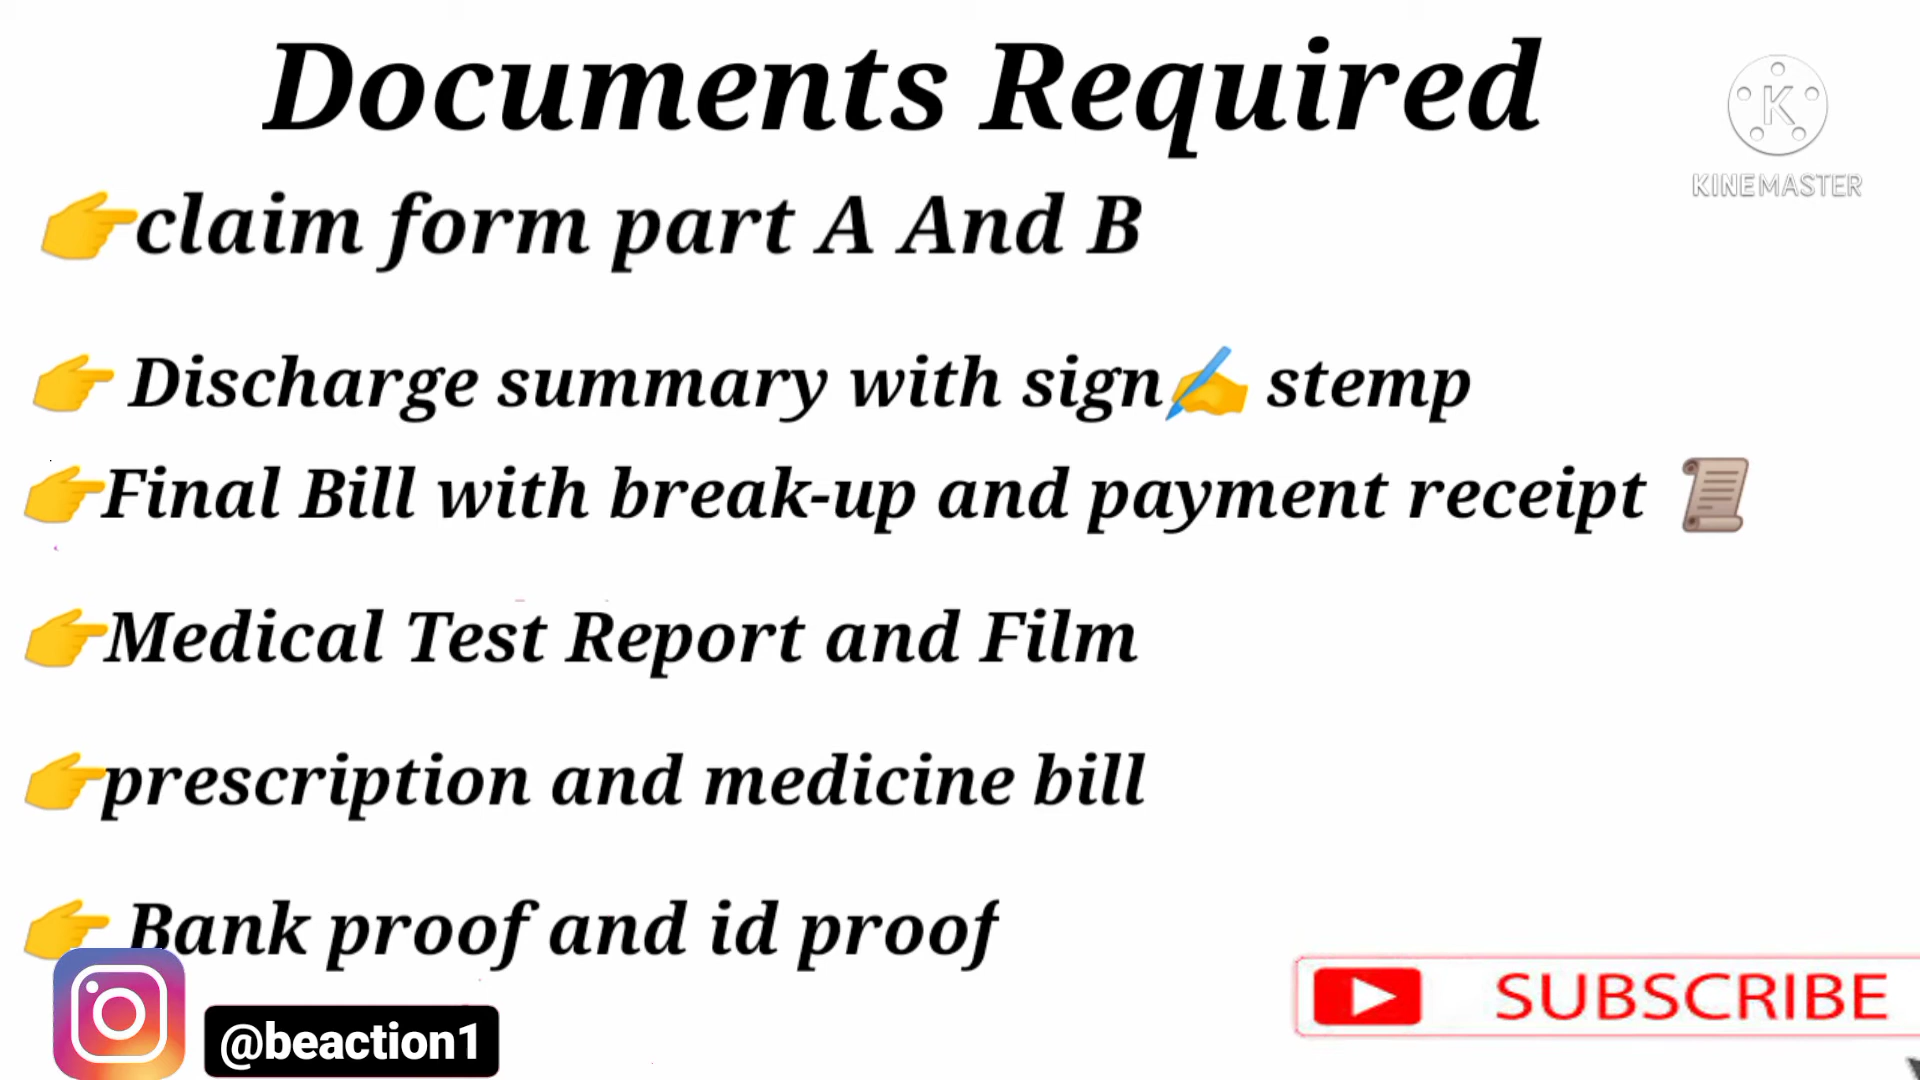 Documents Required
KINEMASTER
👉claim form part A And B
👉 Discharge summary with sign✍ stemp
👉Final Bill with break-up and payment receipt 📜
👉Medical Test Report and Film
👉prescription and medicine bill
👉 Bank proof and id proof
SUBSCRIBE
@beaction1